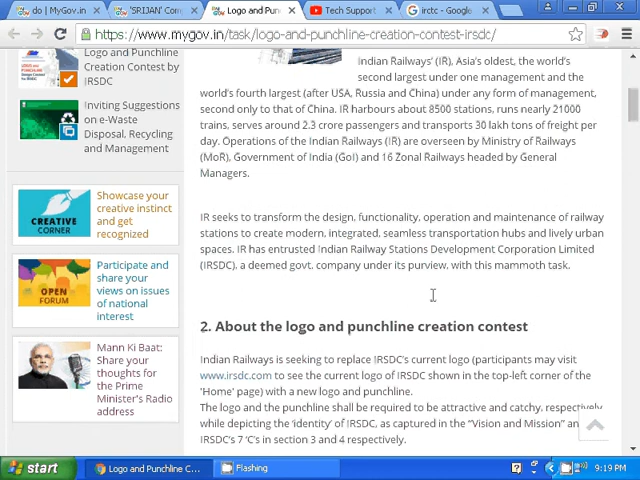 do | MyGov.
'SRIJAN' Com
Logo and Pun
Tech Support
irctc - Google
https://www.mygov.in/task/logo-and-punchline-creation-contest-irsdc/
Logo and Punchline
Creation Contest by
IRSDC
Inviting Suggestions
on e-Waste
Disposal, Recycling
and Management
CREATIVE
CORNER
Showcase your
creative instinct
and get
recognized
OPEN
FORUM
Participate and
share your
views on issues
of national
interest
Mann Ki Baat:
Share your
thoughts for
the Prime
Minister's Radio
address
Indian Railways' (IR), Asia's oldest, the world's
second largest under one management and the
world's fourth largest (after USA, Russia and China) under any form of management,
second only to that of China. IR harbours about 8500 stations, runs nearly 21000
trains, serves around 2.3 crore passengers and transports 30 lakh tons of freight per
day. Operations of the Indian Railways (IR) are overseen by Ministry of Railways
(MoR), Government of India (GoI) and 16 Zonal Railways headed by General
Managers.
IR seeks to transform the design, functionality, operation and maintenance of railway
stations to create modern, integrated, seamless transportation hubs and lively urban
spaces. IR has entrusted Indian Railway Stations Development Corporation Limited
(IRSDC), a deemed govt. company under its purview, with this mammoth task.
2. About the logo and punchline creation contest
Indian Railways is seeking to replace IRSDC's current logo (participants may visit
www.irsdc.com to see the current logo of IRSDC shown in the top-left corner of the
'Home' page) with a new logo and punchline.
The logo and the punchline shall be required to be attractive and catchy, respectively
while depicting the 'identity' of IRSDC, as captured in the "Vision and Mission" an
IRSDC's 7 'C's in section 3 and 4 respectively.
start
Logo and Punchline C...
Flashing
9:19 PM